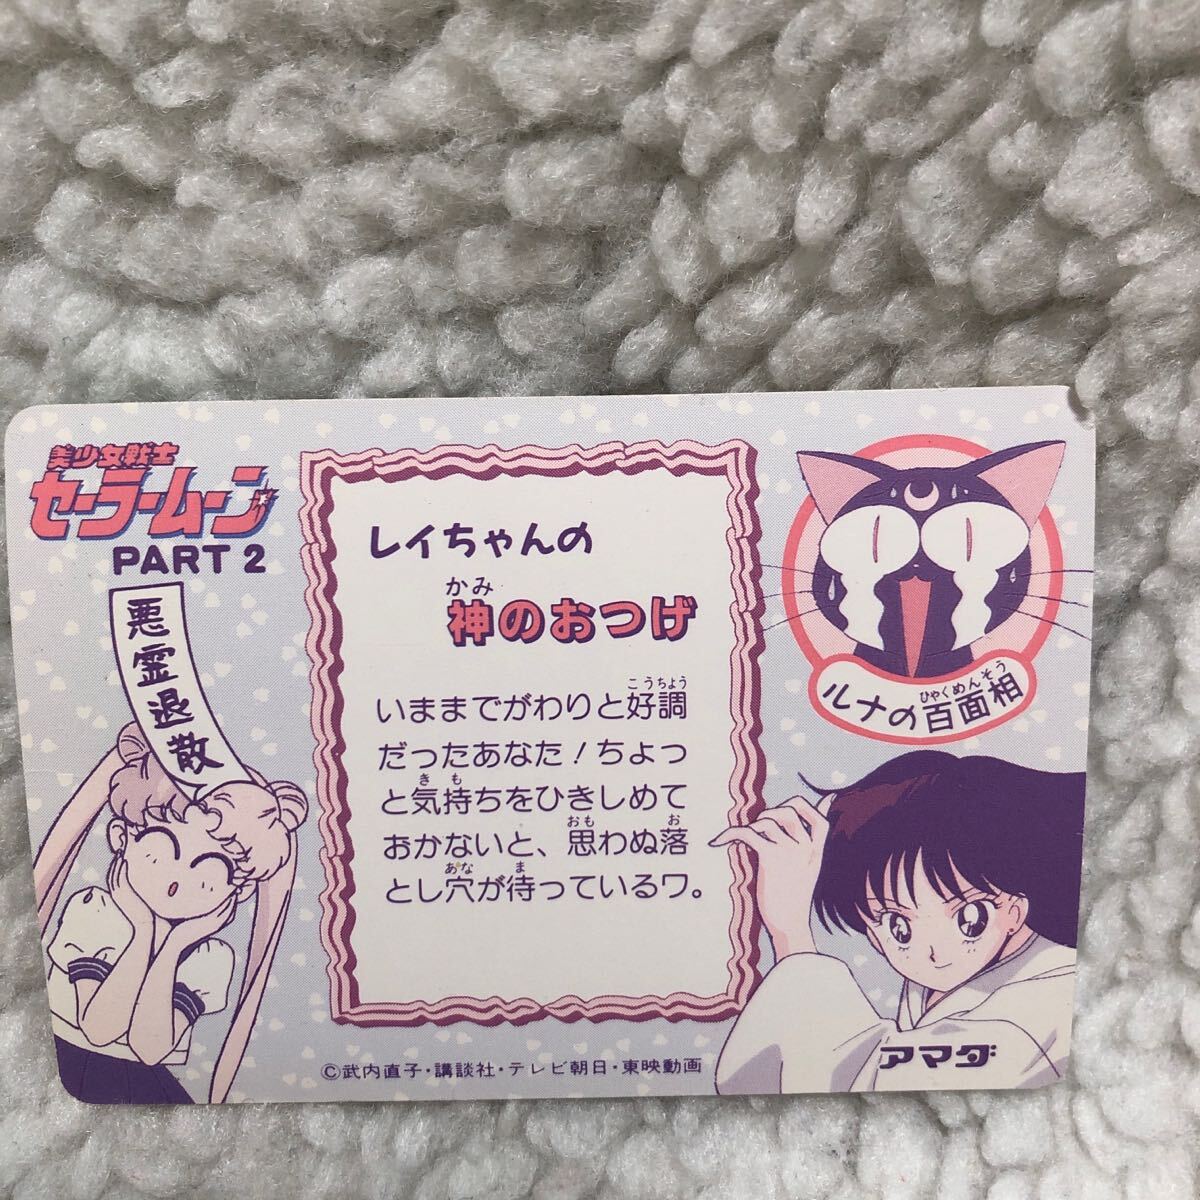 美少女戦士
セーラームーン
PART 2
悪霊退散
レイちゃんの
かみ
神のおつげ
こうちょう
いままでがわりと好調
だったあなた!ちょっ
きも
と気持ちをひきしめて
おも お
おかないと、思わぬ落
あな ま
とし穴が待っているワ。
ひゃくめんそう
ルナの百面相
アマダ
©武内直子・講談社・テレビ朝日・東映動画